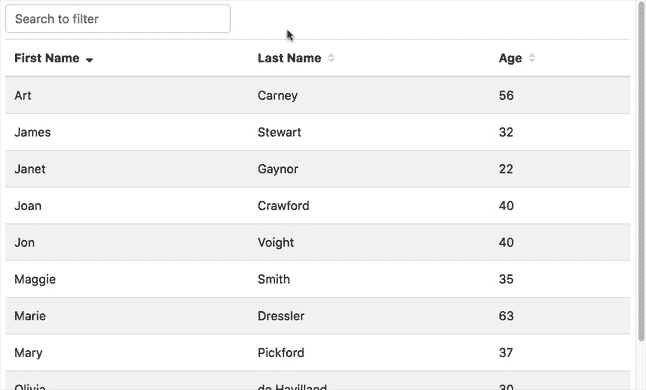 Search to filter
First Name Last Name Age
Art Carney 56
James Stewart 32
Janet Gaynor 22
Joan Crawford 40
Jon Voight 40
Maggie Smith 35
Marie Dressler 63
Mary Pickford 37
Olivia de Havilland 30